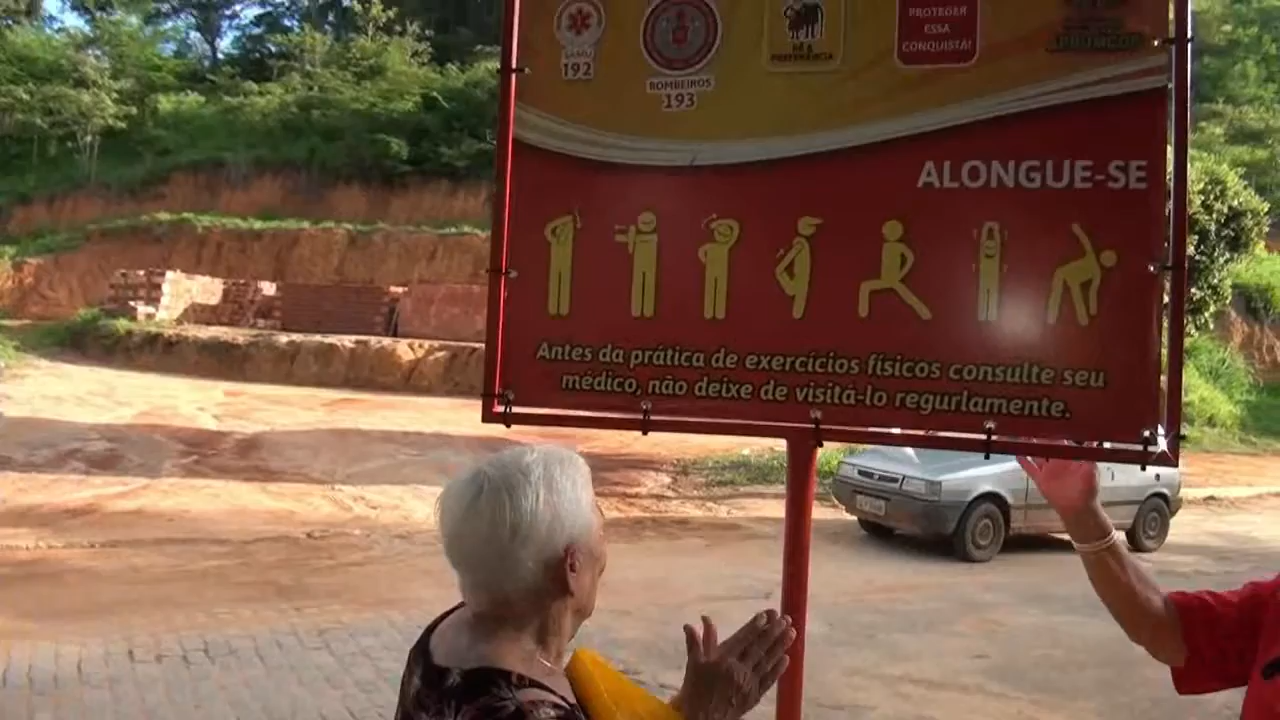 192
BOMBEIROS
193
PREFERÊNCIA
PROTEGER
ESSA
CONQUISTA!
ALONGUE-SE
Antes da prática de exercícios físicos consulte seu
médico, não deixe de visitá-lo regurlamente.